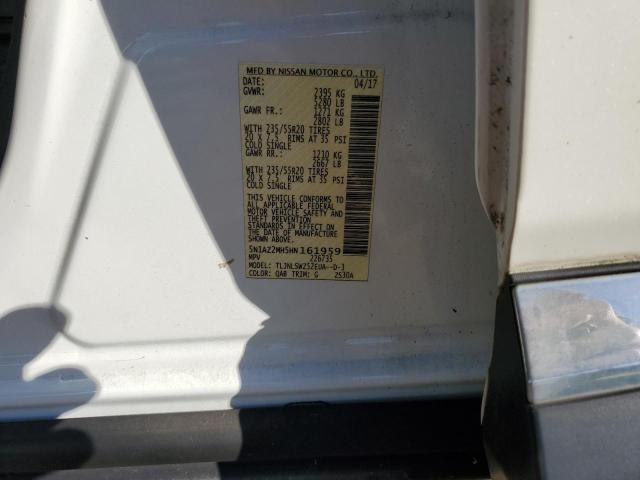 MFD BY NISSAN MOTOR CO., LTD.
DATE: 04/17
GVWR: 2395 KG
5280 LB
GAWR FR.: 1271 KG
2802 LB
WITH 235/55R20 TIRES
20 X 7.5 RIMS AT 35 PSI
COLD SINGLE
GAWR RR.: 1210 KG
2667 LB
WITH 235/55R20 TIRES
20 X 7.5 RIMS AT 35 PSI
COLD SINGLE
THIS VEHICLE CONFORMS TO
ALL APPLICABLE FEDERAL
MOTOR VEHICLE SAFETY AND
THEFT PREVENTION
STANDARDS IN EFFECT ON
THE DATE OF MANUFACTURE
SHOWN ABOVE.
5N1AZ2MH5HN161959
MPV 226735
MODEL: TLJNLSWZ52EUA--D-J
COLOR: QAB TRIM: G 2530A